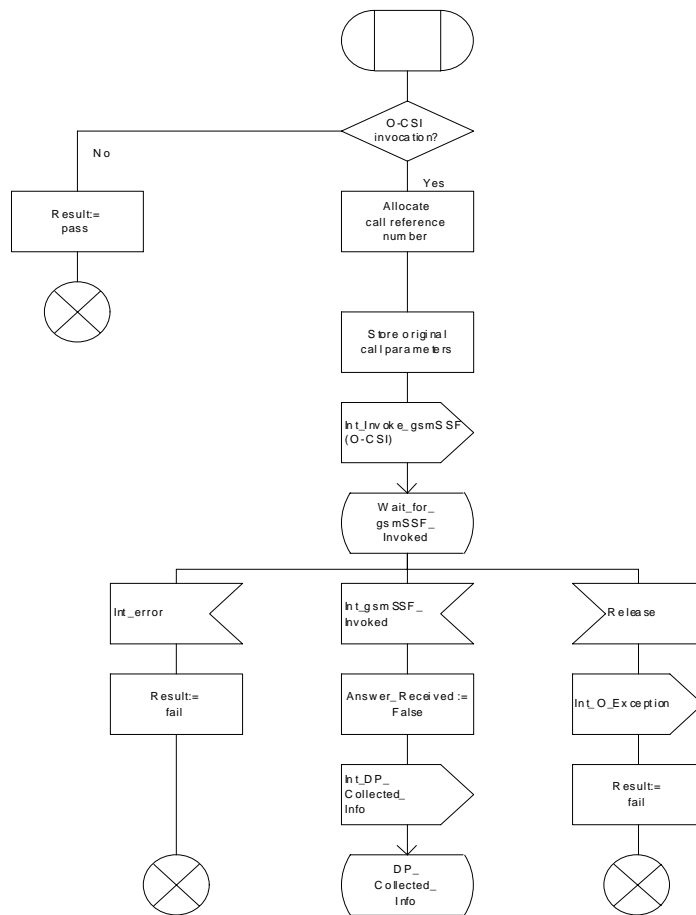 O-CSI
invocation?
No
Yes
Result:=
pass
Allocate
call reference
number
Store original
call parameters
Int_Invoke_gsmSSF
(O-CSI)
Wait_for_
gsmSSF_
Invoked
Int_error
Int_gsmSSF_
Invoked
Release
Result:=
fail
Answer_Received :=
False
Int_O_Exception
Int_DP_
Collected_
Info
Result:=
fail
DP_
Collected_
Info